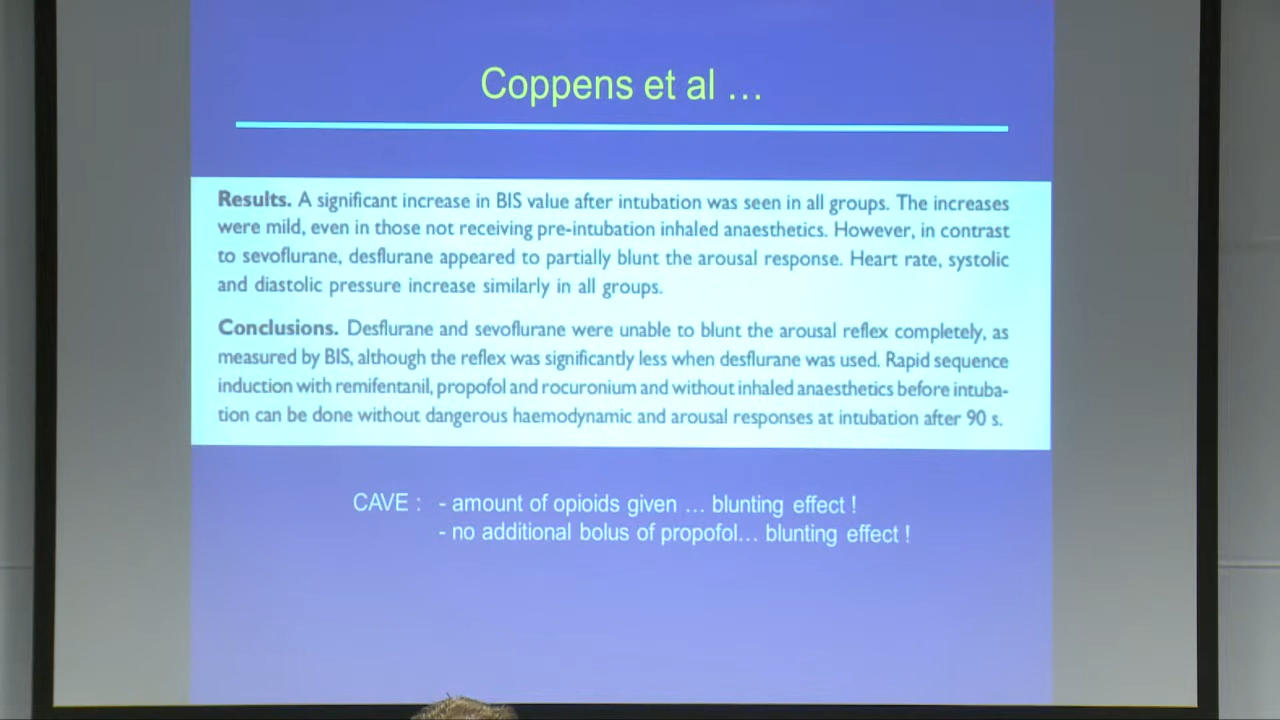 Coppens et al …
Results. A significant increase in BIS value after intubation was seen in all groups. The increases
were mild, even in those not receiving pre-intubation inhaled anaesthetics. However, in contrast
to sevoflurane, desflurane appeared to partially blunt the arousal response. Heart rate, systolic
and diastolic pressure increase similarly in all groups.
Conclusions. Desflurane and sevoflurane were unable to blunt the arousal reflex completely, as
measured by BIS, although the reflex was significantly less when desflurane was used. Rapid sequence
induction with remifentanil, propofol and rocuronium and without inhaled anaesthetics before intuba-
tion can be done without dangerous haemodynamic and arousal responses at intubation after 90 s.
CAVE : - amount of opioids given … blunting effect !
- no additional bolus of propofol… blunting effect !